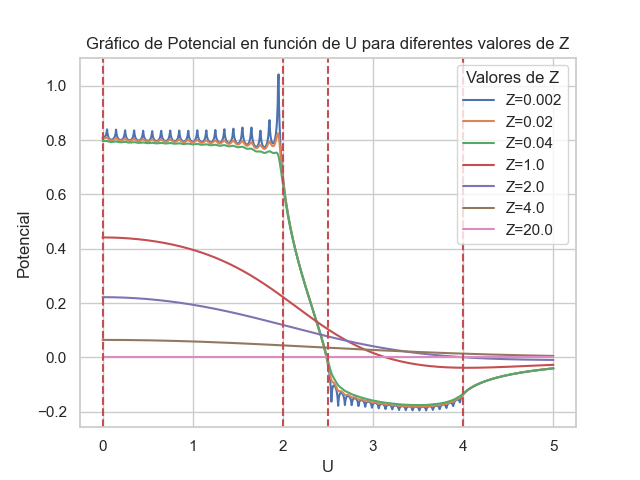 Gráfico de Potencial en función de U para diferentes valores de Z
Potencial
1.0
0.8
0.6
0.4
0.2
0.0
−0.2
Valores de Z
Z=0.002
Z=0.02
Z=0.04
Z=1.0
Z=2.0
Z=4.0
Z=20.0
0 1 2 3 4 5
U